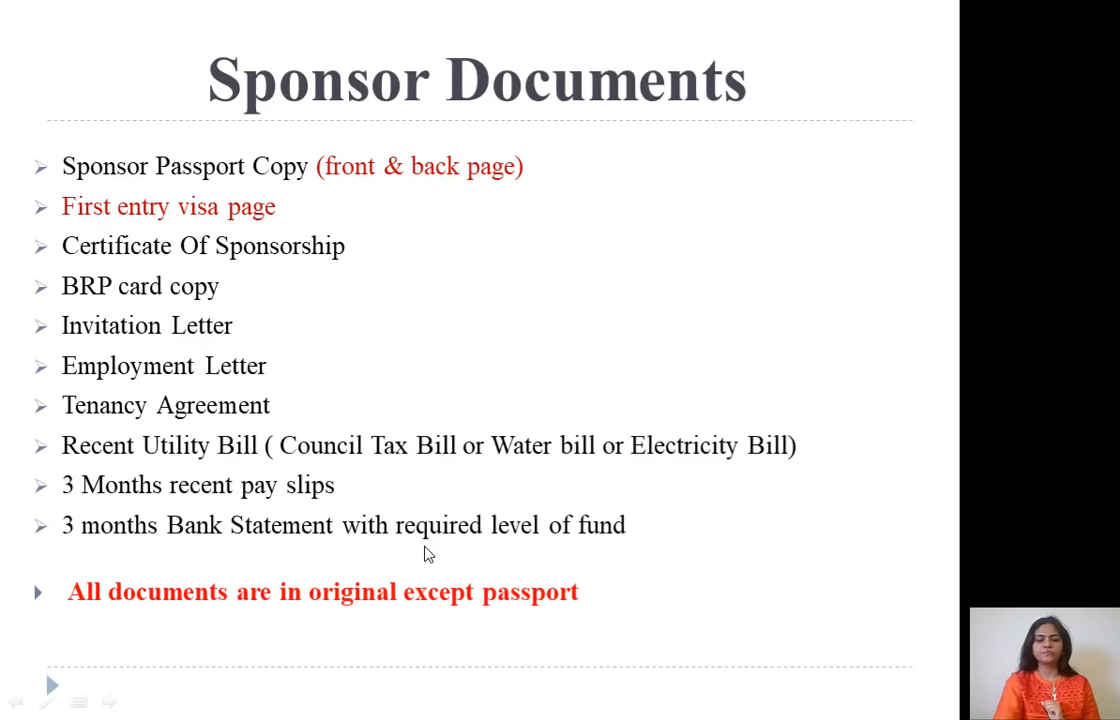 Sponsor Documents
Sponsor Passport Copy (front & back page)
First entry visa page
Certificate Of Sponsorship
BRP card copy
Invitation Letter
Employment Letter
Tenancy Agreement
Recent Utility Bill ( Council Tax Bill or Water bill or Electricity Bill)
3 Months recent pay slips
3 months Bank Statement with required level of fund
All documents are in original except passport